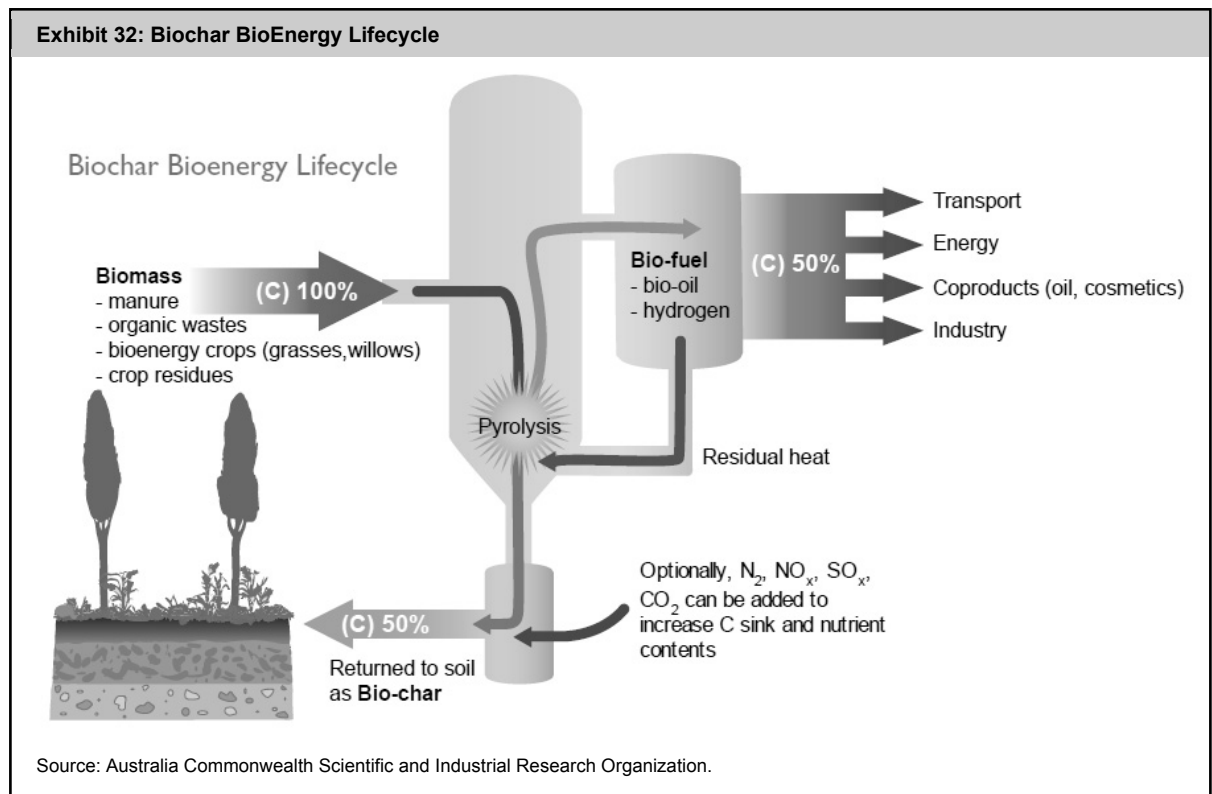 Exhibit 32: Biochar BioEnergy Lifecycle
Biochar Bioenergy Lifecycle
Biomass
- manure
- organic wastes
- bioenergy crops (grasses,willows)
- crop residues
(C) 100%
Pyrolysis
Bio-fuel
- bio-oil
- hydrogen
(C) 50%
Transport
Energy
Coproducts (oil, cosmetics)
Industry
Residual heat
Optionally, N₂, NOₓ, SOₓ,
CO₂ can be added to
increase C sink and nutrient
contents
(C) 50%
Returned to soil
as Bio-char
Source: Australia Commonwealth Scientific and Industrial Research Organization.